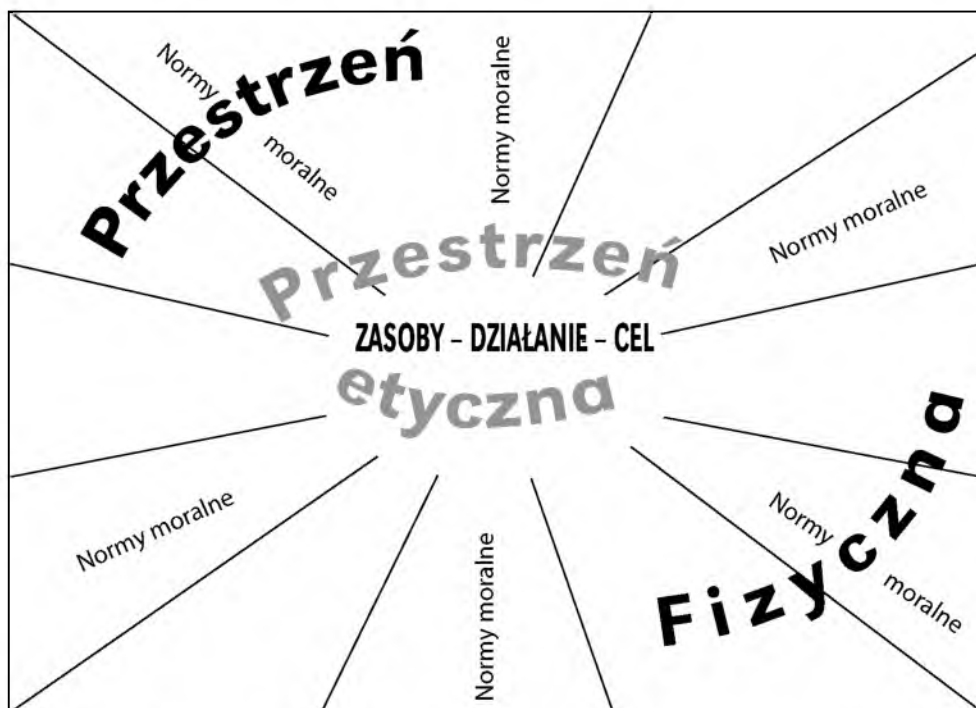 Przestrzeń
Normy moralne
Normy moralne
Normy moralne
Przestrzeń
ZASOBY – DZIAŁANIE – CEL
etyczna
Fizyczna
Normy moralne
Normy moralne
Normy moralne